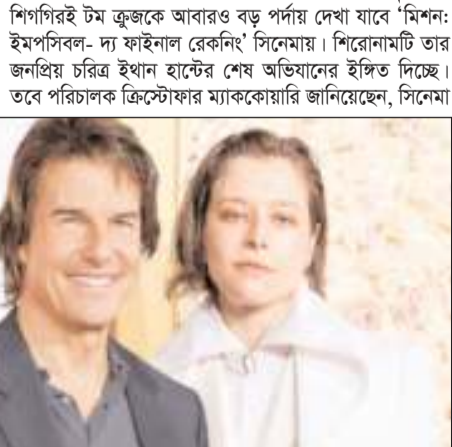 শিগগিরই টম ক্রুজকে আবারও বড় পর্দায় দেখা যাবে ‘মিশন:
ইমপসিবল- দ্য ফাইনাল রেকনিং’ সিনেমায়। শিরোনামটি তার
জনপ্রিয় চরিত্র ইথান হান্টের শেষ অভিযানের ইঙ্গিত দিচ্ছে।
তবে পরিচালক ক্রিস্টোফার ম্যাককোয়ারি জানিয়েছেন, সিনেমা